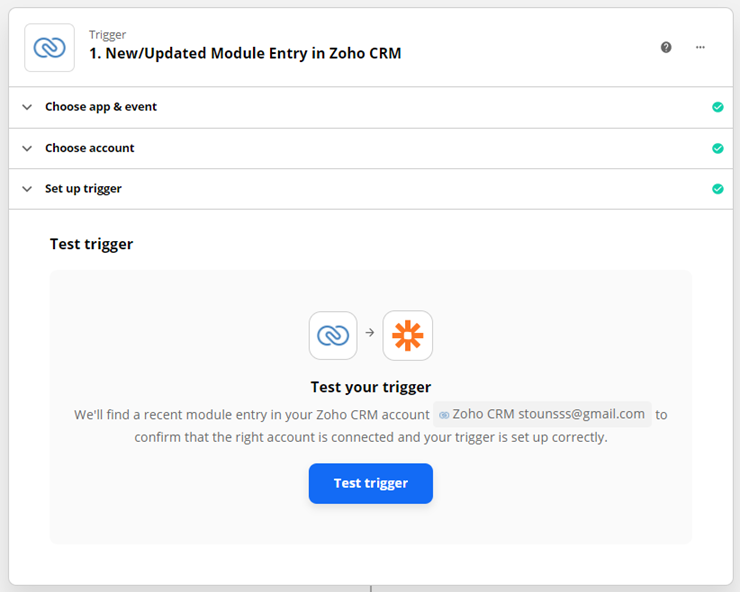 Trigger
1. New/Updated Module Entry in Zoho CRM
Choose app & event
Choose account
Set up trigger
Test trigger
Test your trigger
We'll find a recent module entry in your Zoho CRM account Zoho CRM stounsss@gmail.com to
confirm that the right account is connected and your trigger is set up correctly.
Test trigger